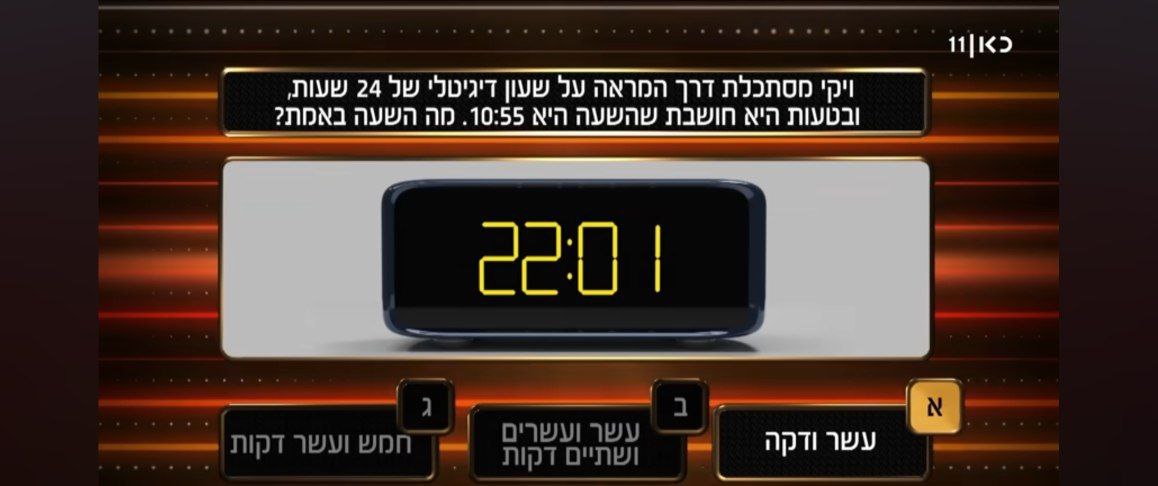 כאן|11
ויקי מסתכלת דרך המראה על שעון דיגיטלי של 24 שעות,
ובטעות היא חושבת שהשעה היא 10:55. מה השעה באמת?
22:01
א
עשר ודקה
ב
עשר ועשרים
ושתיים דקות
ג
חמש ועשר דקות